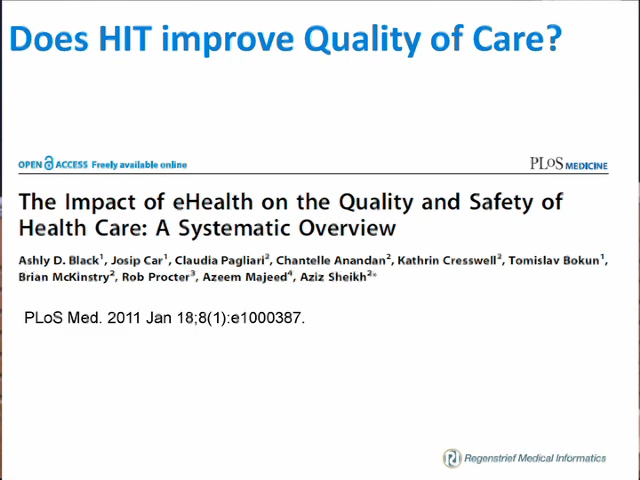 Does HIT improve Quality of Care?
OPEN ACCESS Freely available online
PLoS MEDICINE
The Impact of eHealth on the Quality and Safety of
Health Care: A Systematic Overview
Ashly D. Black1, Josip Car1, Claudia Pagliari2, Chantelle Anandan2, Kathrin Cresswell2, Tomislav Bokun1,
Brian McKinstry2, Rob Procter3, Azeem Majeed4, Aziz Sheikh2*
PLoS Med. 2011 Jan 18;8(1):e1000387.
Regenstrief Medical Informatics